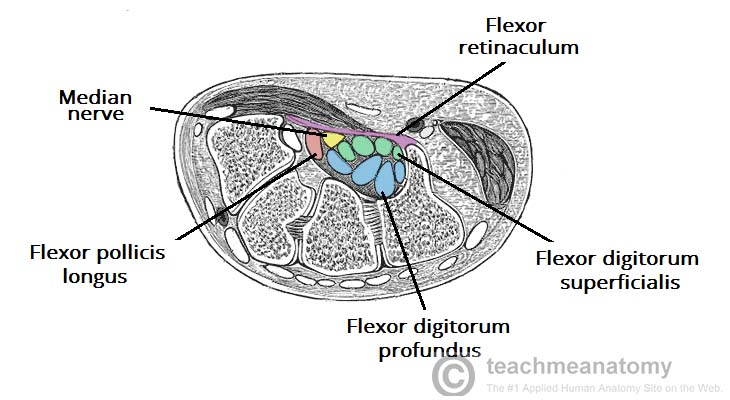 Flexor
retinaculum
Median
nerve
Flexor pollicis
longus
Flexor digitorum
superficialis
Flexor digitorum
profundus
© teachmeanatomy
The #1 Applied Human Anatomy Site on the Web.